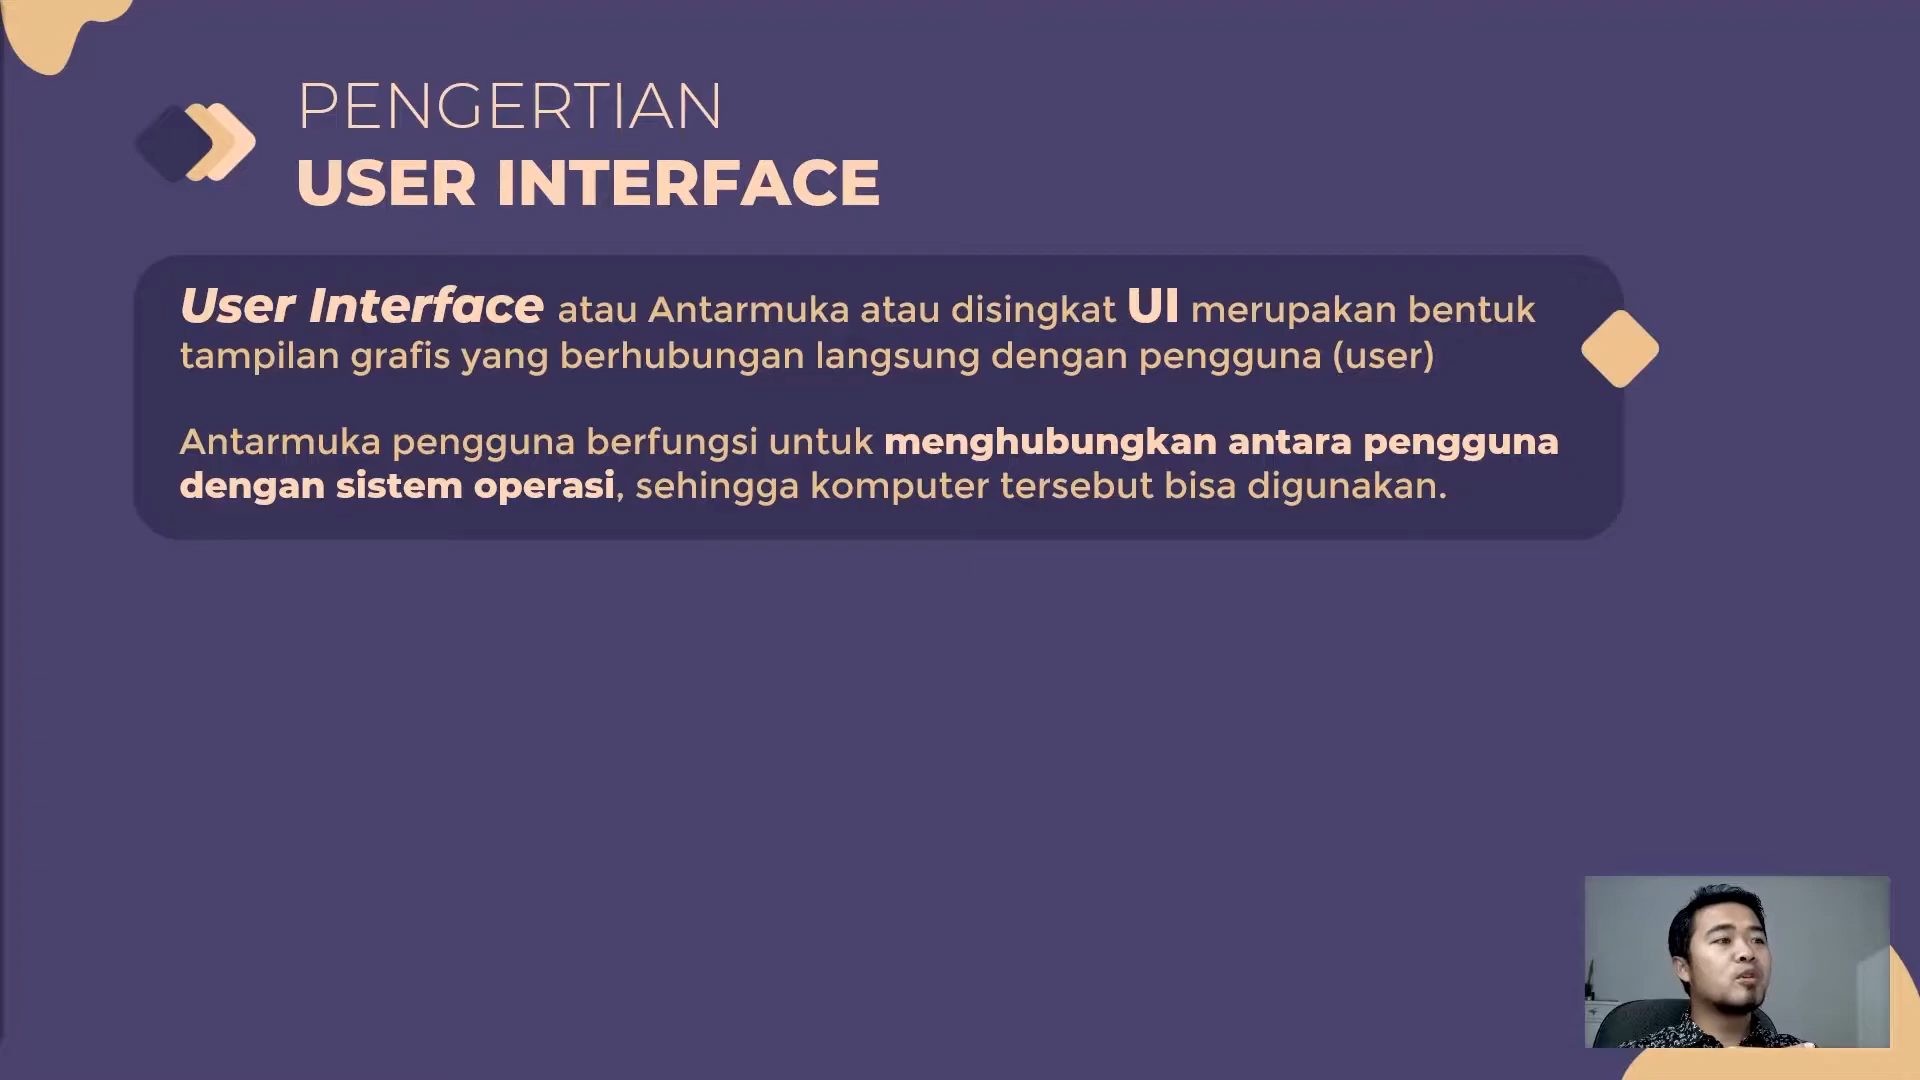 PENGERTIAN
USER INTERFACE
User Interface atau Antarmuka atau disingkat UI merupakan bentuk
tampilan grafis yang berhubungan langsung dengan pengguna (user)
Antarmuka pengguna berfungsi untuk menghubungkan antara pengguna
dengan sistem operasi, sehingga komputer tersebut bisa digunakan.